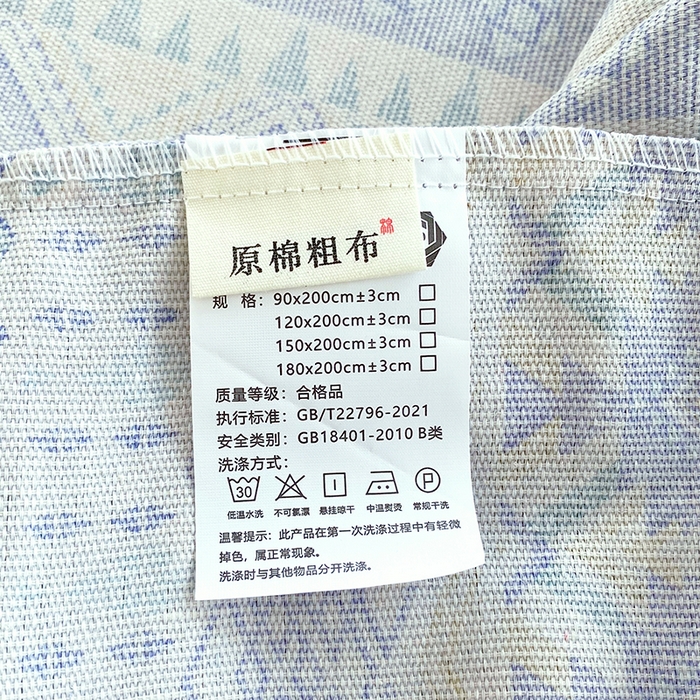 原棉粗布
棉
规 格：90x200cm±3cm □
120x200cm±3cm □
150x200cm±3cm □
180x200cm±3cm □
质量等级：合格品
执行标准：GB/T22796-2021
安全类别：GB18401-2010 B类
洗涤方式：
30
P
低温水洗 不可氯漂 悬挂晾干 中温熨烫 常规干洗
温馨提示：此产品在第一次洗涤过程中有轻微
掉色，属正常现象。
洗涤时与其他物品分开洗涤。